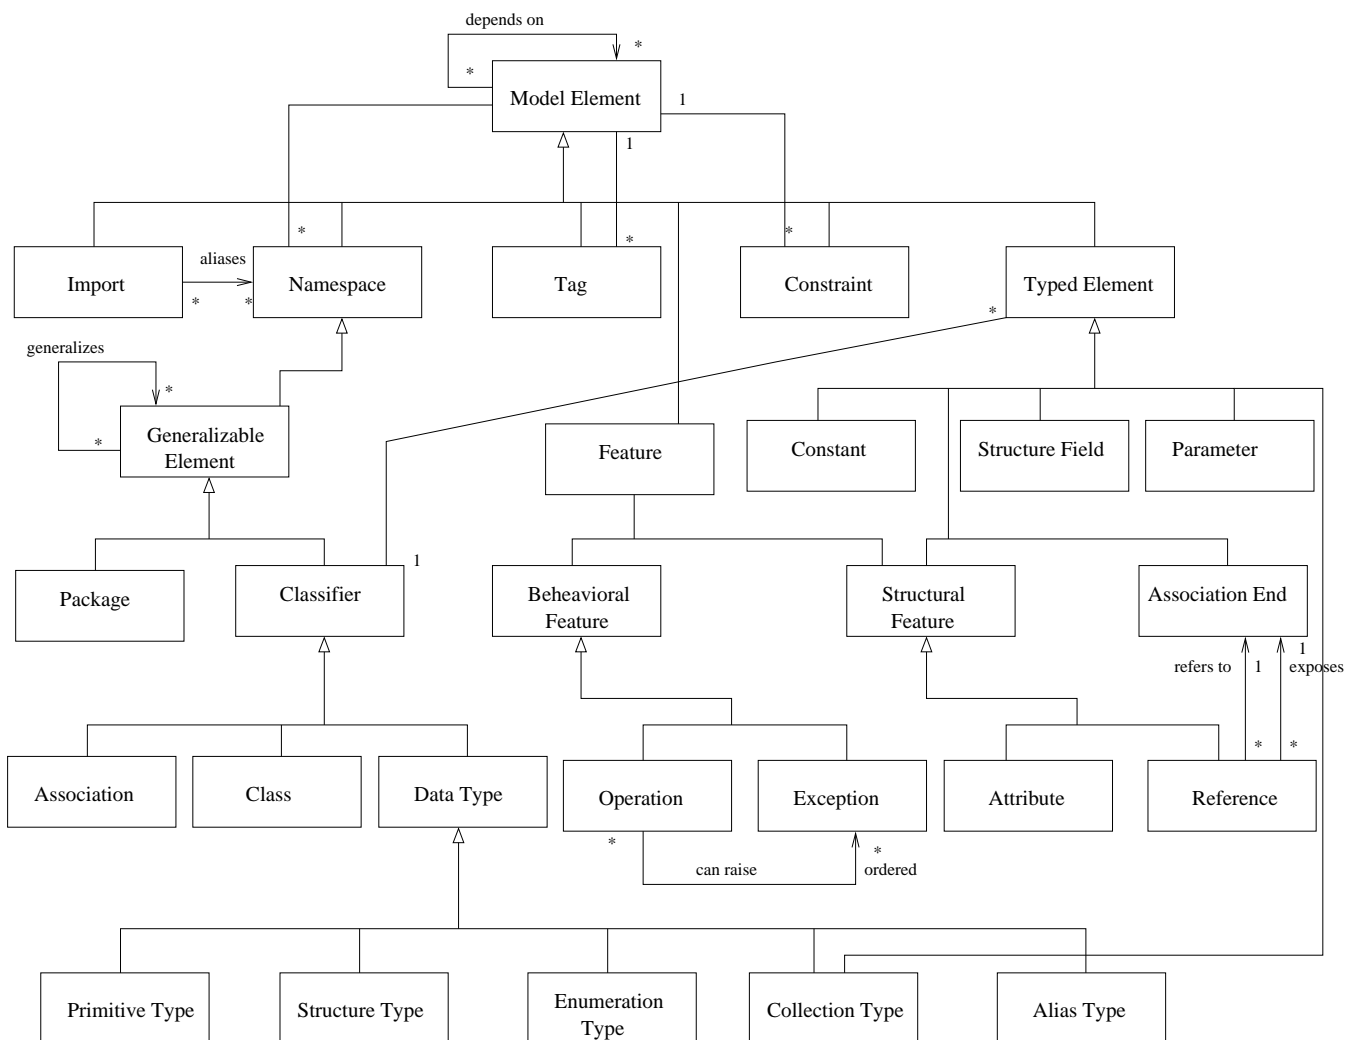 depends on
*
*
Model Element
1
1
*
*
*
aliases
Import
Namespace
Tag
Constraint
Typed Element
*
*
*
generalizes
*
*
Generalizable
Element
Feature
Constant
Structure Field
Parameter
1
Package
Classifier
Beheavioral
Feature
Structural
Feature
Association End
refers to
1
1
exposes
*
*
Association
Class
Data Type
Operation
Exception
Attribute
Reference
*
*
can raise
ordered
Primitive Type
Structure Type
Enumeration
Type
Collection Type
Alias Type